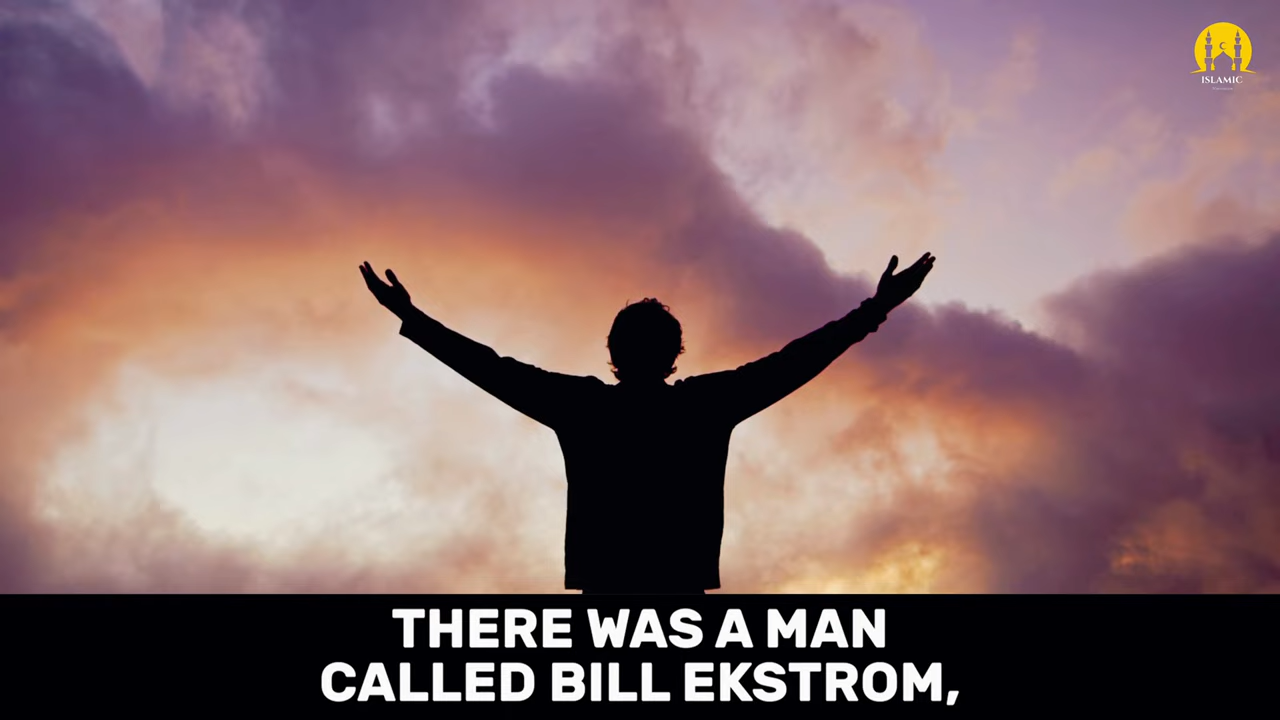 ISLAMIC
THERE WAS A MAN
CALLED BILL EKSTROM,